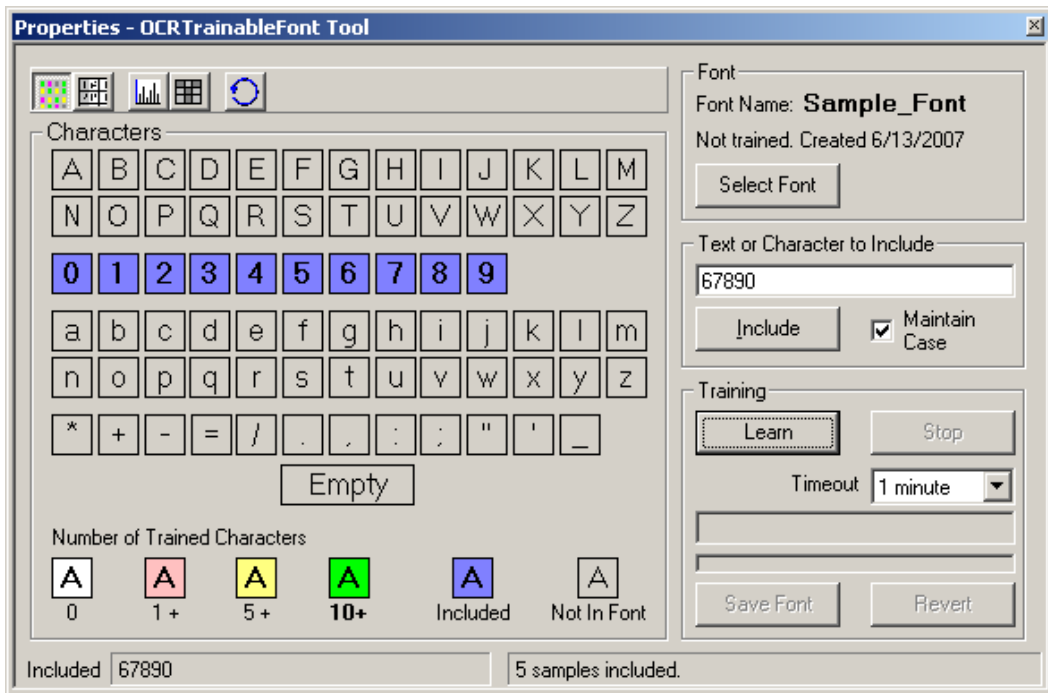 Properties - OCRTrainableFont Tool
Characters
A B C D E F G H I J K L M
N O P Q R S T U V W X Y Z
0 1 2 3 4 5 6 7 8 9
a b c d e f g h i j k l m
n o p q r s t u v w x y z
* + - = / . , : ; " ' _
Empty
Number of Trained Characters
A A A A A A
0 1 + 5 + 10+ Included Not In Font
Font
Font Name: Sample_Font
Not trained. Created 6/13/2007
Select Font
Text or Character to Include
67890
Include
Maintain
Case
Training
Learn Stop
Timeout 1 minute
Save Font Revert
Included 67890
5 samples included.